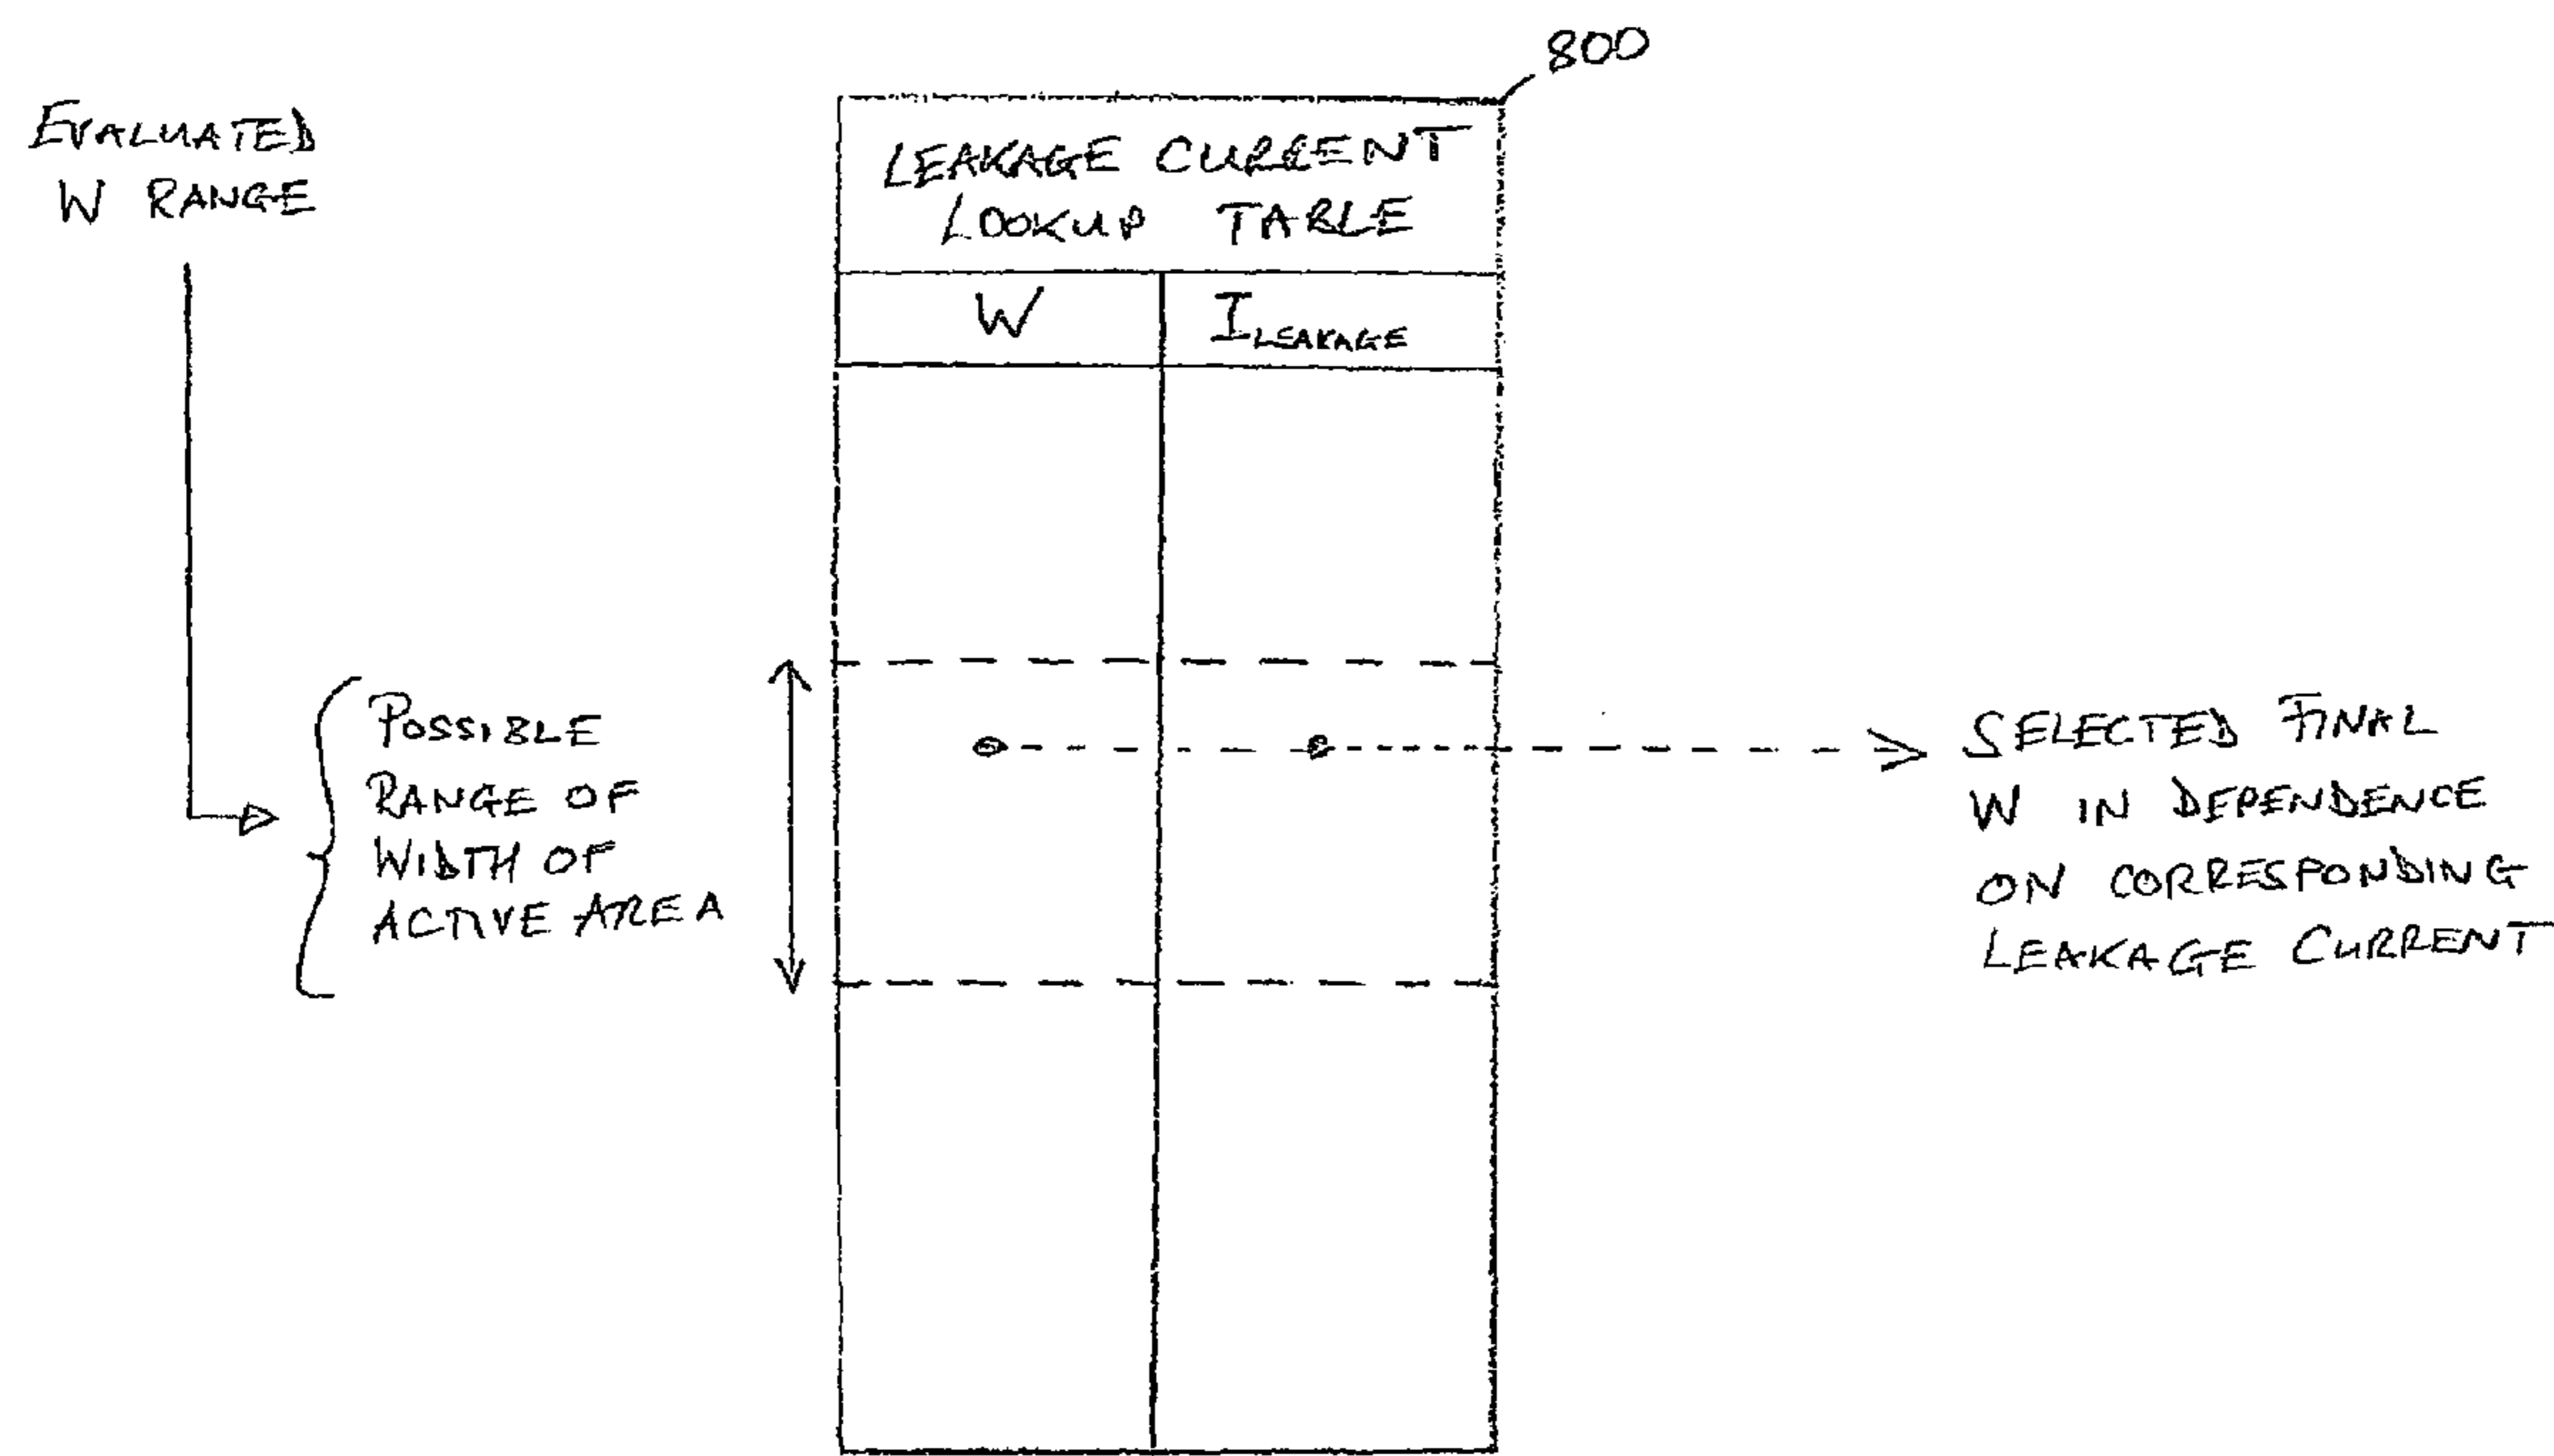 800
EVALUATED
W RANGE
LEAKAGE CURRENT
LOOKUP TABLE
W
ILEAKAGE
POSSIBLE
RANGE OF
WIDTH OF
ACTIVE AREA
SELECTED FINAL
W IN DEPENDENCE
ON CORRESPONDING
LEAKAGE CURRENT